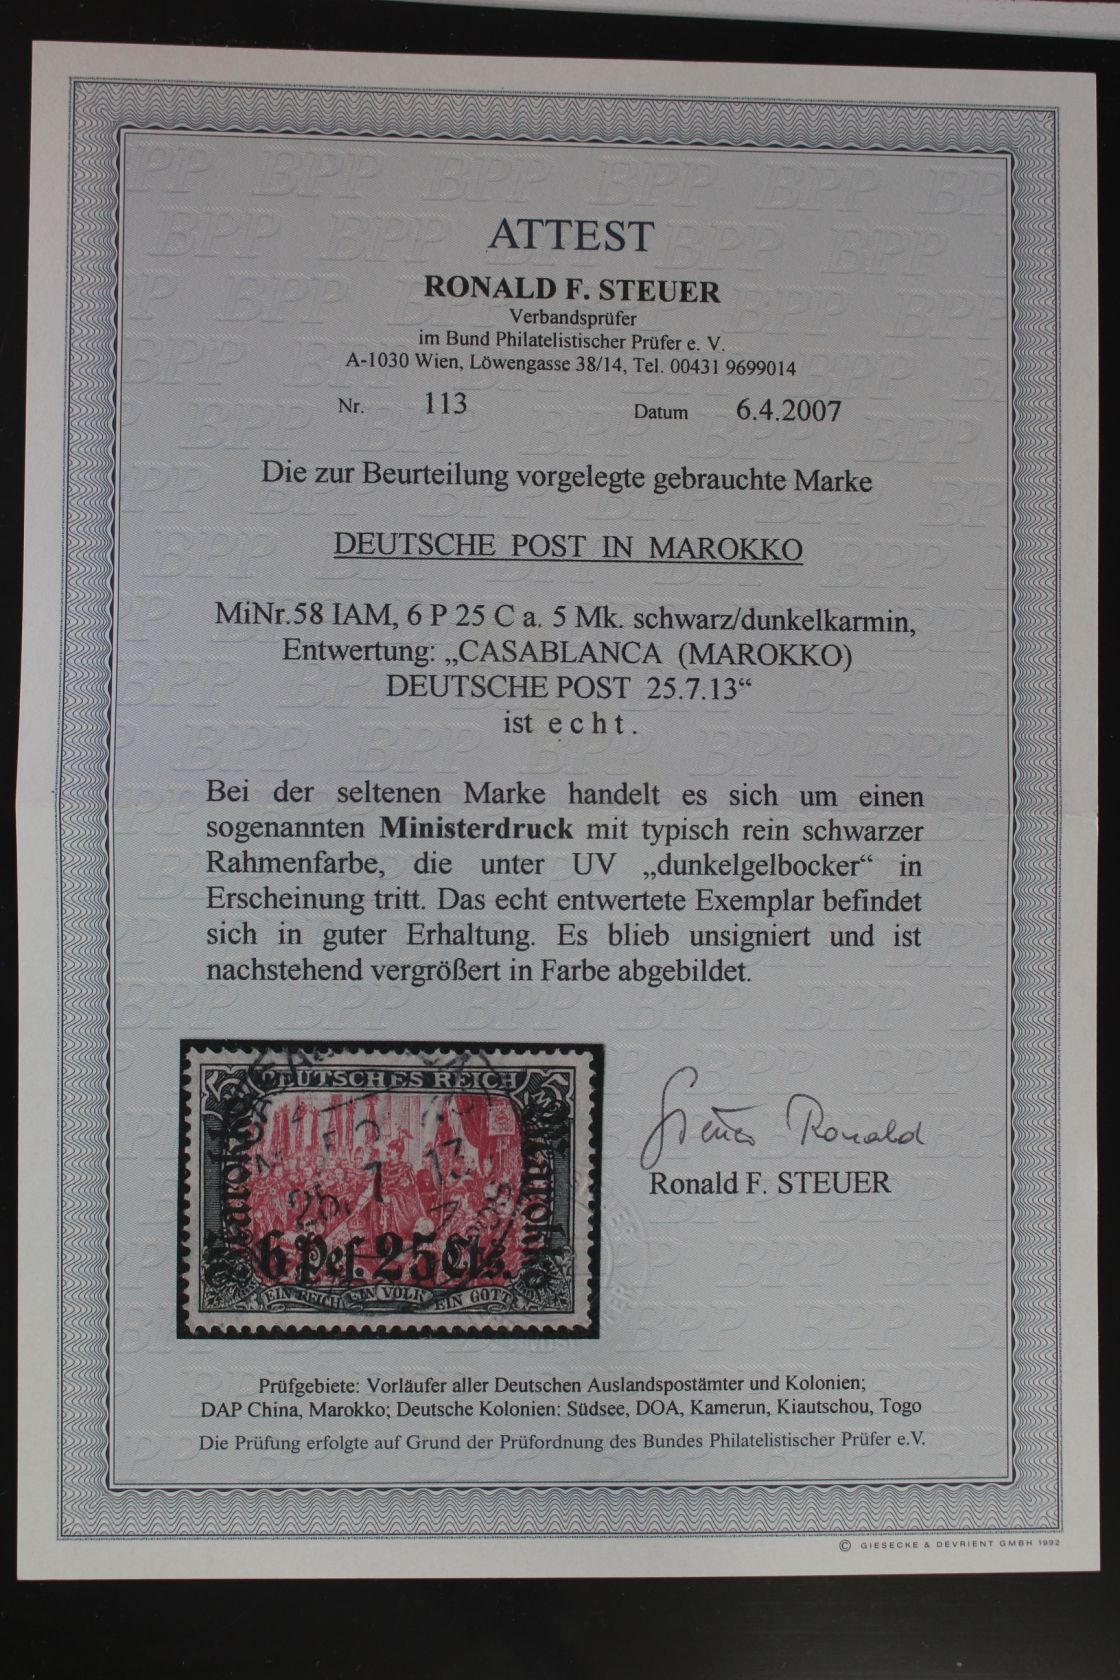 ATTEST
RONALD F. STEUER
Verbandsprüfer
im Bund Philatelistischer Prüfer e. V.
A-1030 Wien, Löwengasse 38/14, Tel. 00431 9699014
Nr. 113 Datum 6.4.2007
Die zur Beurteilung vorgelegte gebrauchte Marke
DEUTSCHE POST IN MAROKKO
MiNr.58 IAM, 6 P 25 C a. 5 Mk. schwarz/dunkelkarmin,
Entwertung: „CASABLANCA (MAROKKO)
DEUTSCHE POST 25.7.13“
ist e c h t .
Bei der seltenen Marke handelt es sich um einen
sogenannten Ministerdruck mit typisch rein schwarzer
Rahmenfarbe, die unter UV „dunkelgelbocker“ in
Erscheinung tritt. Das echt entwertete Exemplar befindet
sich in guter Erhaltung. Es blieb unsigniert und ist
nachstehend vergrößert in Farbe abgebildet.
DEUTSCHES REICH
Marokko
Marokko
6 Pes. 25 Cts.
EIN REICH EIN VOLK EIN GOTT
Steuer Ronald
Ronald F. STEUER
Prüfgebiete: Vorläufer aller Deutschen Auslandspostämter und Kolonien;
DAP China, Marokko; Deutsche Kolonien: Südsee, DOA, Kamerun, Kiautschou, Togo
Die Prüfung erfolgte auf Grund der Prüfordnung des Bundes Philatelistischer Prüfer e.V.
© GIESECKE & DEVRIENT GMBH 1992